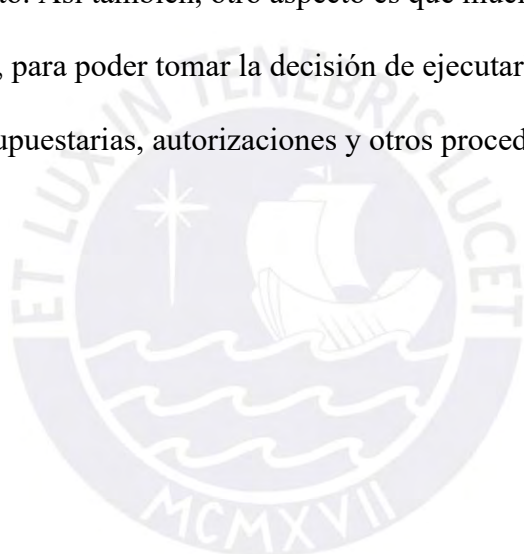 to. Así también, otro aspecto es que much
, para poder tomar la decisión de ejecutar
upuestarias, autorizaciones y otros proced
ET LUX IN TENEBRIS LUCET
MCMXVII